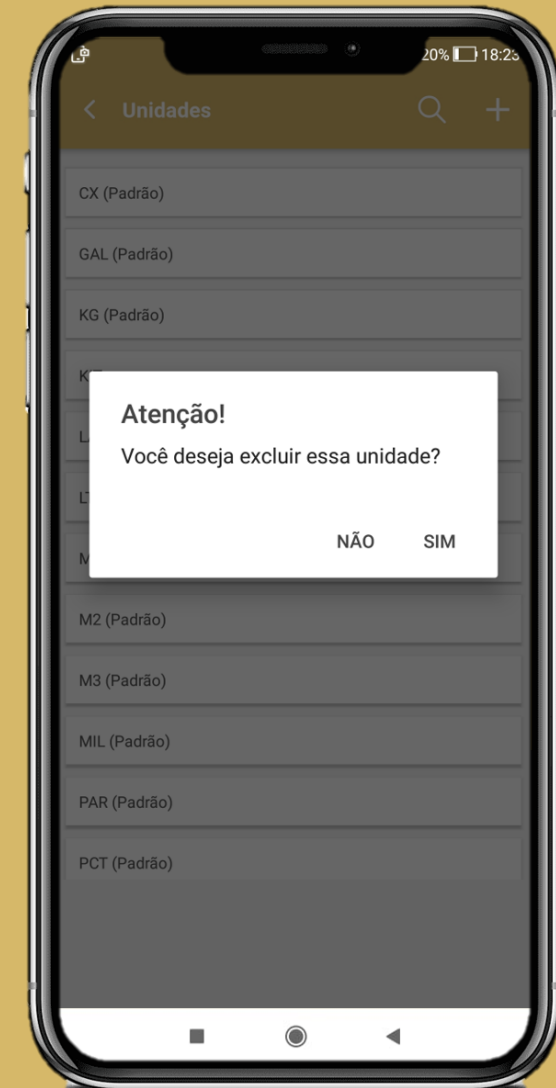 20% 18:23
Unidades
CX (Padrão)
GAL (Padrão)
KG (Padrão)
Atenção!
Você deseja excluir essa unidade?
NÃO SIM
M2 (Padrão)
M3 (Padrão)
MIL (Padrão)
PAR (Padrão)
PCT (Padrão)